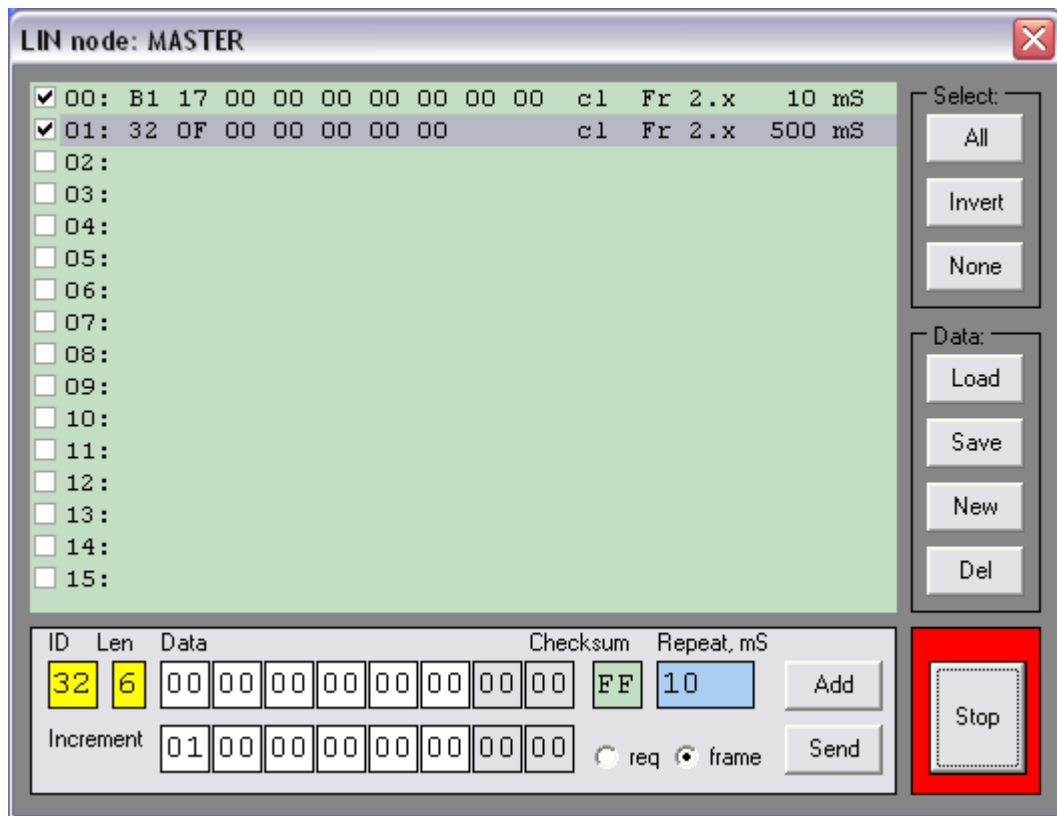 LIN node: MASTER
00: B1 17 00 00 00 00 00 00 00 cl Fr 2.x 10 mS
01: 32 0F 00 00 00 00 00 cl Fr 2.x 500 mS
02:
03:
04:
05:
06:
07:
08:
09:
10:
11:
12:
13:
14:
15:
Select:
All
Invert
None
Data:
Load
Save
New
Del
ID Len Data Checksum Repeat, mS
32 6 00 00 00 00 00 00 00 00 FF 10 Add
Increment 01 00 00 00 00 00 00 00 req frame Send
Stop